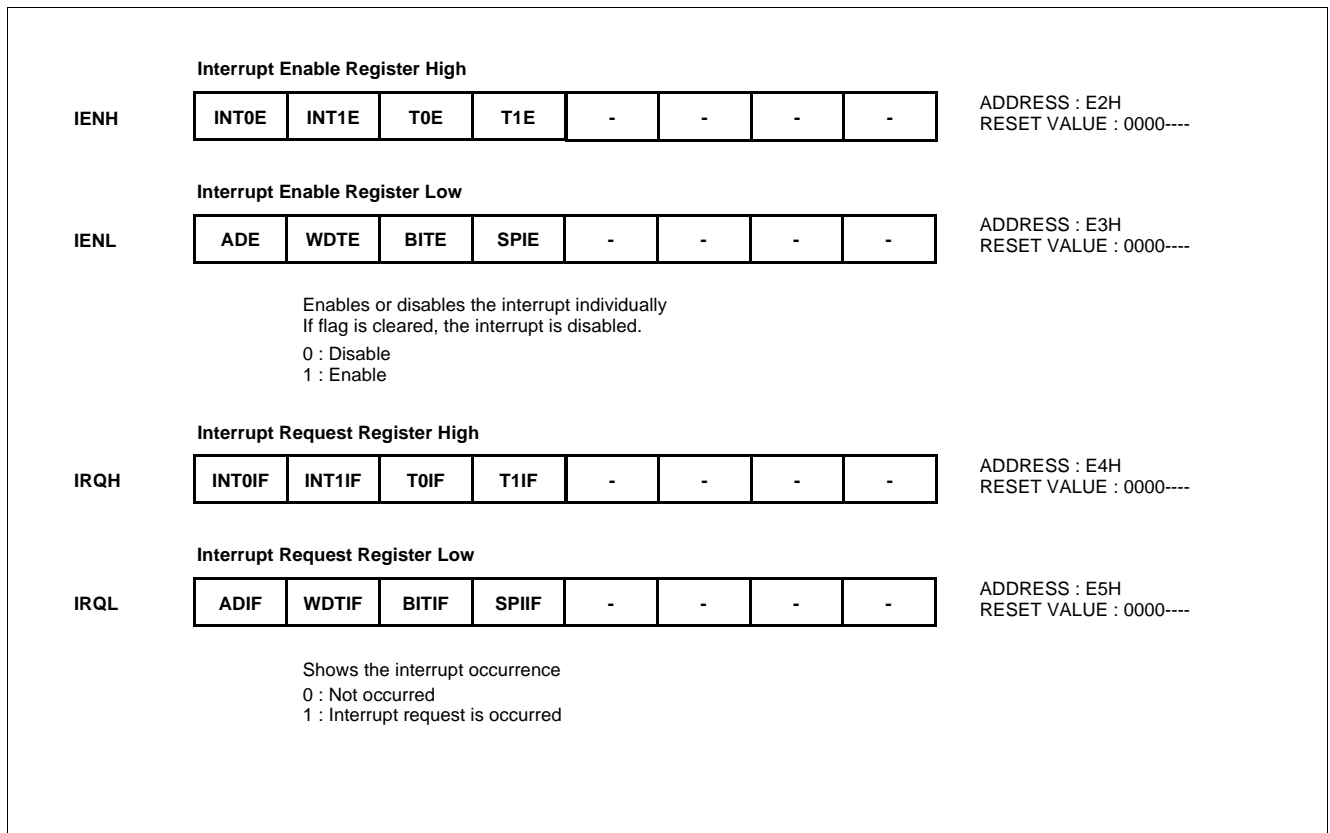 Interrupt Enable Register High
IENH INT0E INT1E T0E T1E - - - - ADDRESS : E2H
RESET VALUE : 0000----
Interrupt Enable Register Low
IENL ADE WDTE BITE SPIE - - - - ADDRESS : E3H
RESET VALUE : 0000----
Enables or disables the interrupt individually
If flag is cleared, the interrupt is disabled.
0 : Disable
1 : Enable
Interrupt Request Register High
IRQH INT0IF INT1IF T0IF T1IF - - - - ADDRESS : E4H
RESET VALUE : 0000----
Interrupt Request Register Low
IRQL ADIF WDTIF BITIF SPIIF - - - - ADDRESS : E5H
RESET VALUE : 0000----
Shows the interrupt occurrence
0 : Not occurred
1 : Interrupt request is occurred